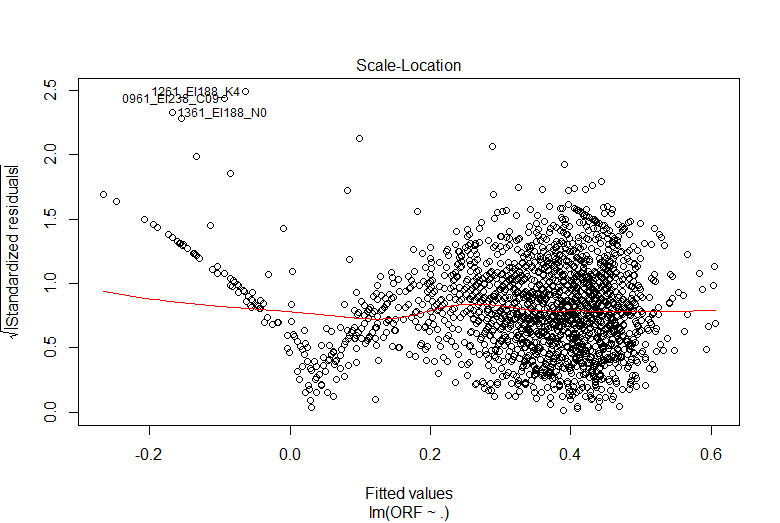 Scale-Location
√|Standardized residuals|
2.5
2.0
1.5
1.0
0.5
0.0
1261_EI188_K4
0961_EI238_C09
1361_EI188_N0
-0.2 0.0 0.2 0.4 0.6
Fitted values
lm(ORF ~ .)